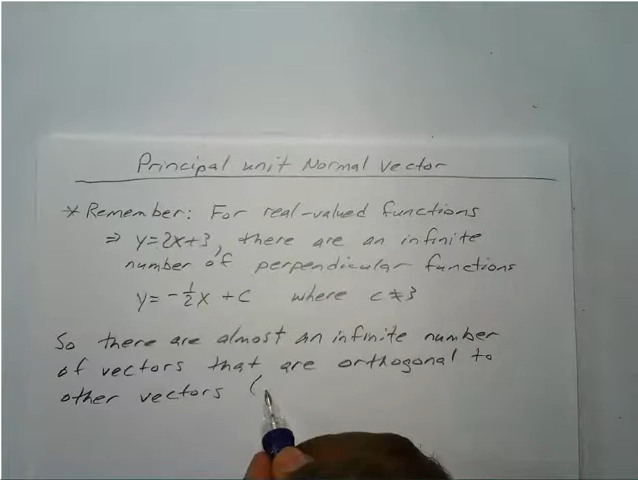 Principal unit Normal Vector
* Remember: For real-valued functions
⇒ y=2x+3, there are an infinite
number of perpendicular functions
y= -1/2x + c where c≠3
So there are almost an infinite number
of vectors that are orthogonal to
other vectors (